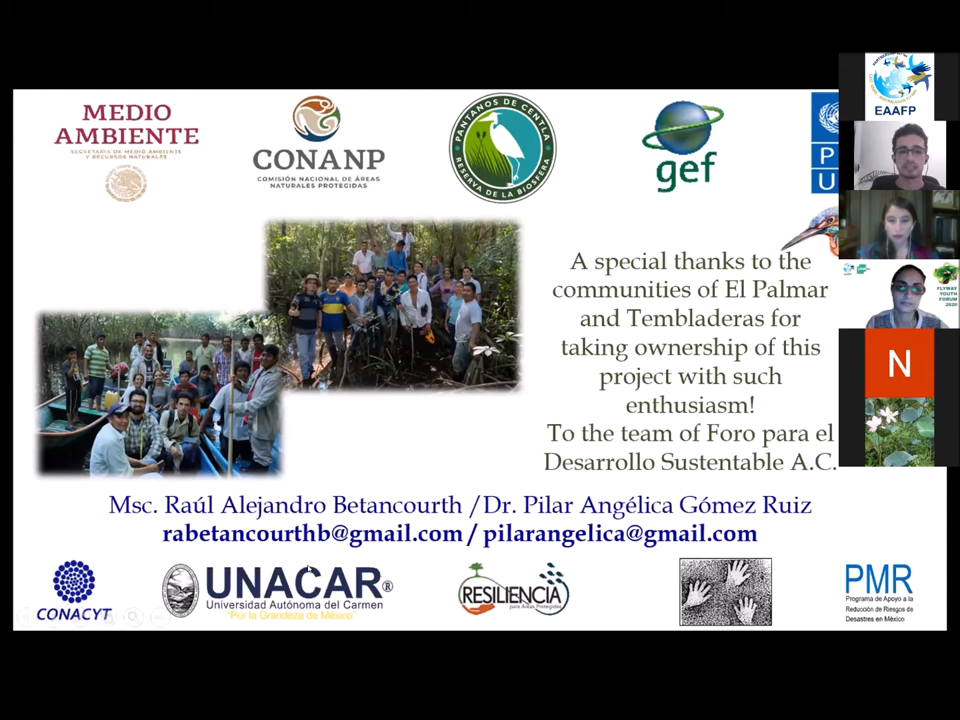 MEDIO
AMBIENTE
SECRETARÍA DE MEDIO AMBIENTE
Y RECURSOS NATURALES
CONANP
COMISIÓN NACIONAL DE ÁREAS
NATURALES PROTEGIDAS
PANTANOS DE CENTLA
RESERVA DE LA BIOSFERA
gef
P
U
EAAFP
FLYWAY
YOUTH
FORUM
2020
N
A special thanks to the
communities of El Palmar
and Tembladeras for
taking ownership of this
project with such
enthusiasm!
To the team of Foro para el
Desarrollo Sustentable A.C.
Msc. Raúl Alejandro Betancourth / Dr. Pilar Angélica Gómez Ruiz
rabetancourthb@gmail.com / pilarangelica@gmail.com
CONACYT
UNACAR®
Universidad Autónoma del Carmen
"Por la Grandeza de México"
RESILIENCIA
para Áreas Protegidas
PMR
Programa de Apoyo a la
Reducción de Riesgos de
Desastres en México